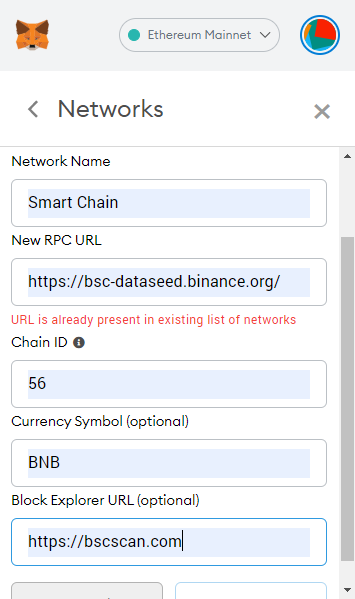 Ethereum Mainnet
Networks
Network Name
Smart Chain
New RPC URL
https://bsc-dataseed.binance.org/
URL is already present in existing list of networks
Chain ID
56
Currency Symbol (optional)
BNB
Block Explorer URL (optional)
https://bscscan.com